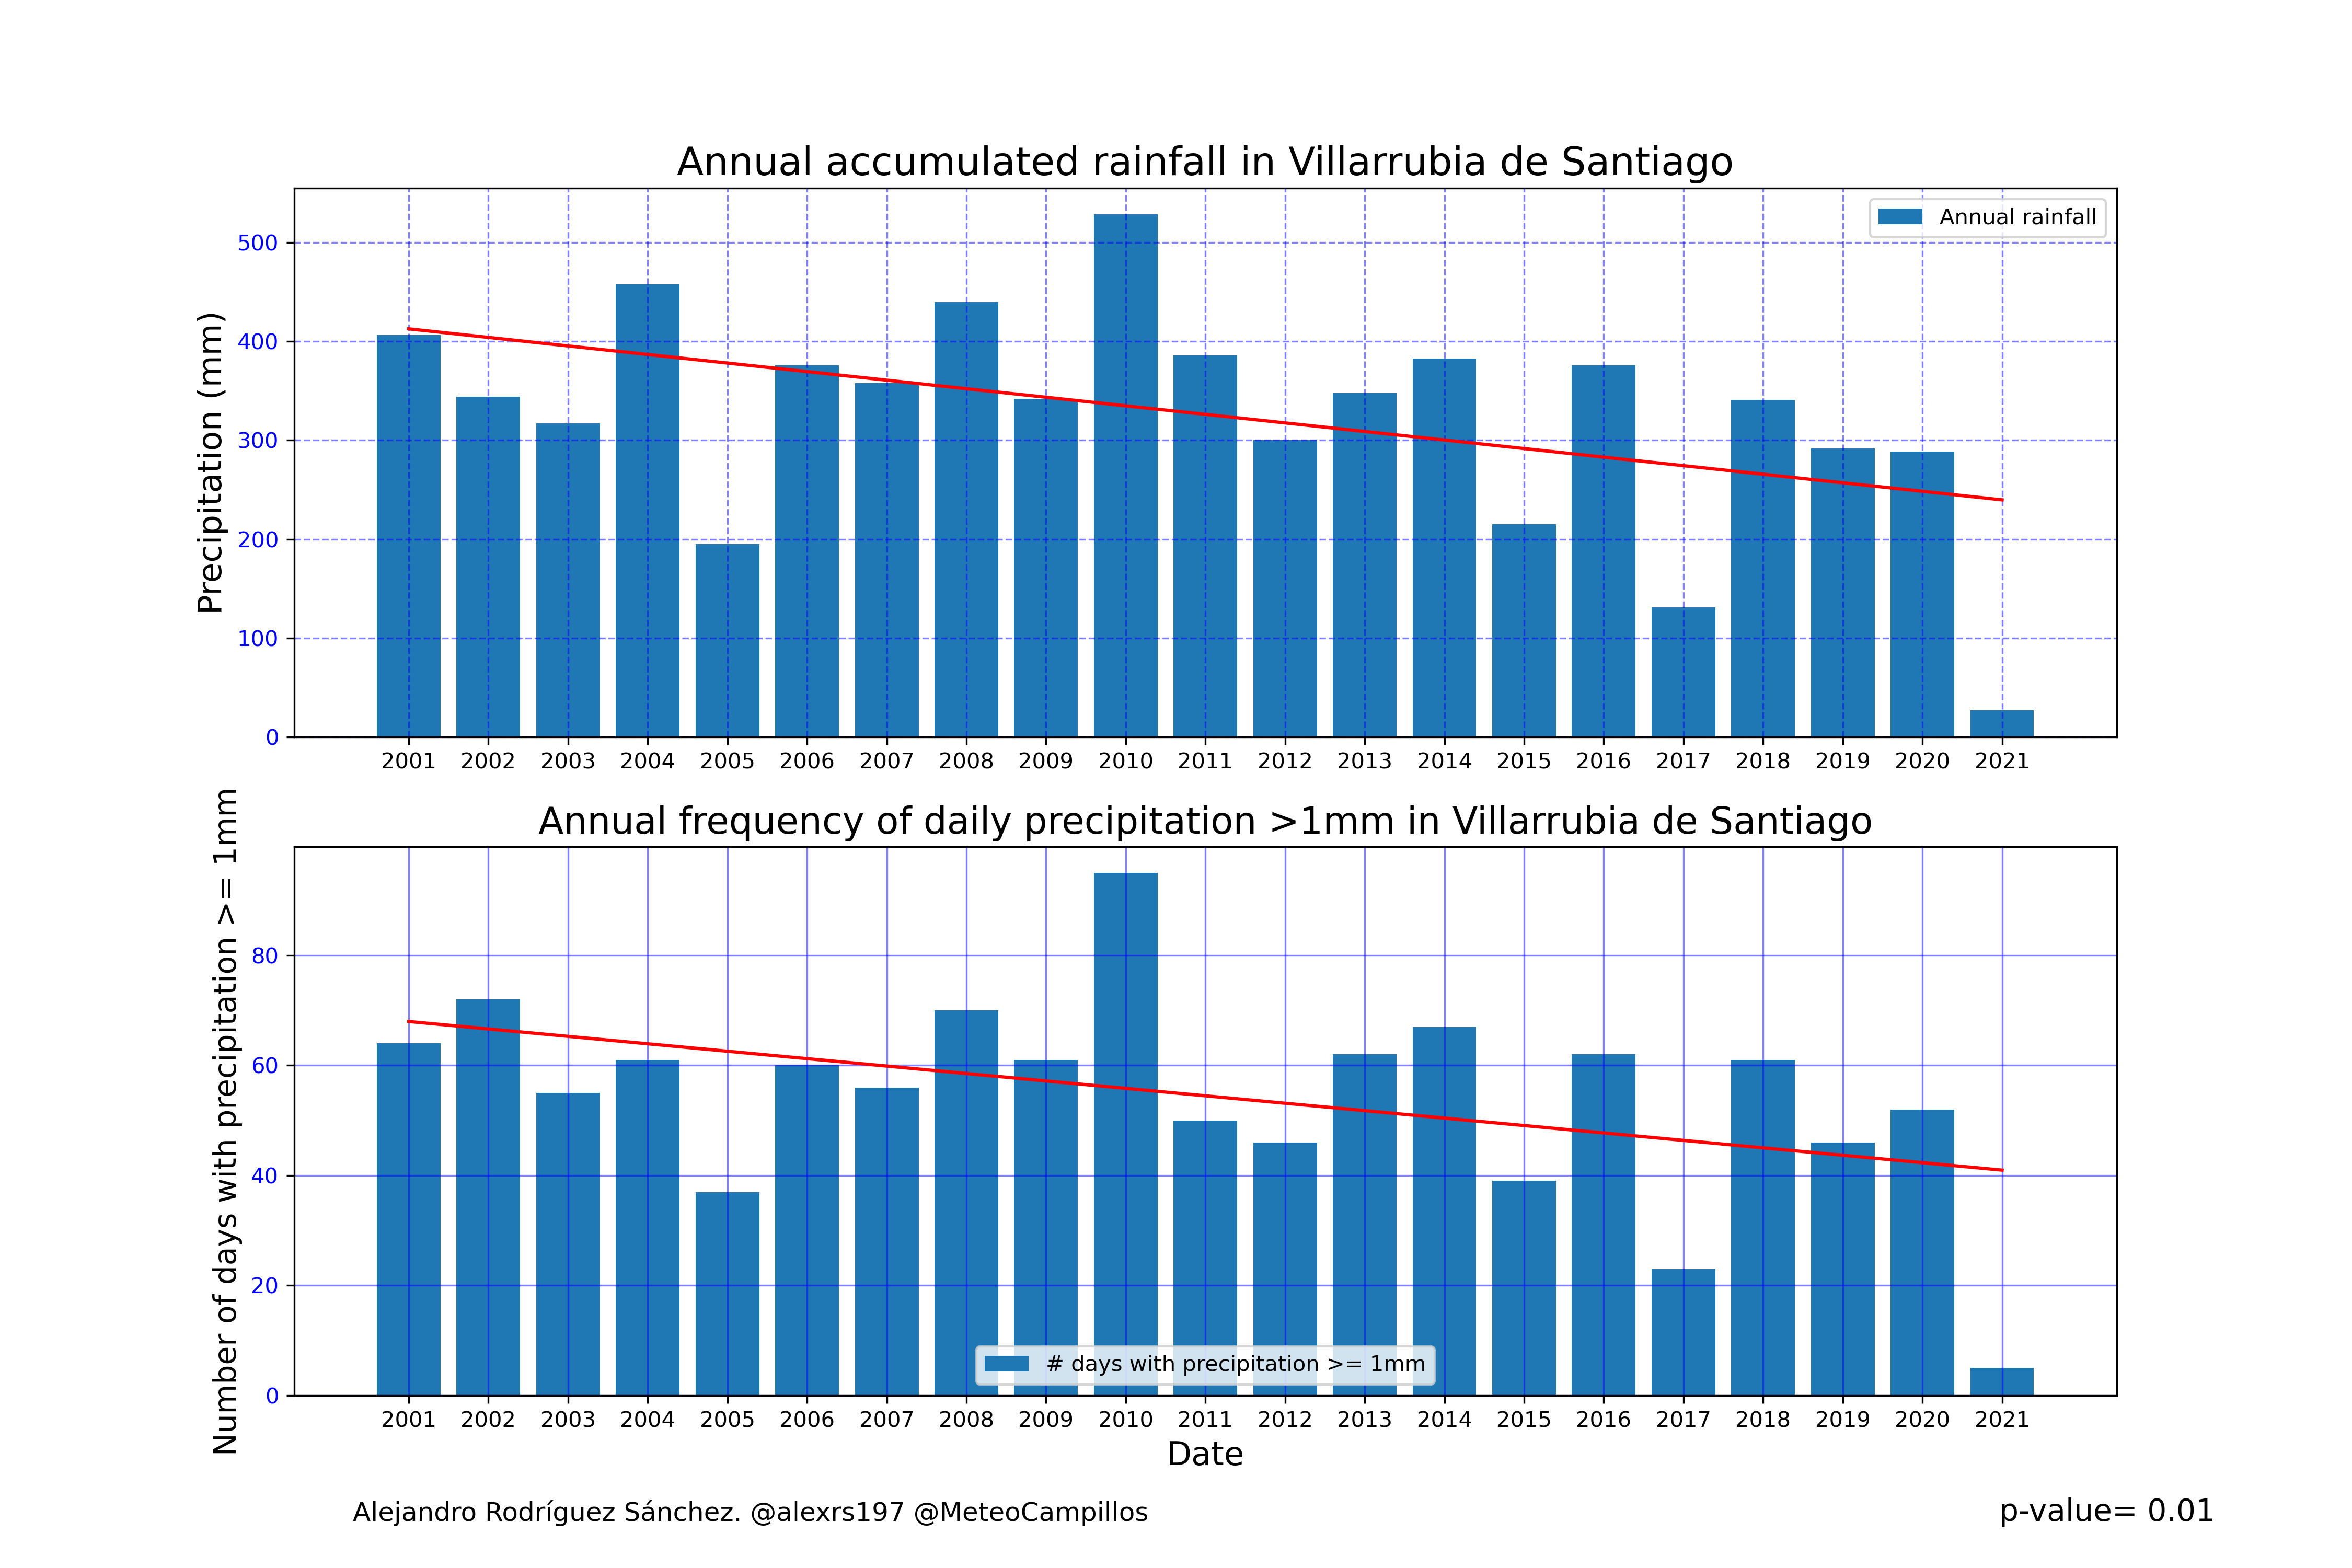 Annual accumulated rainfall in Villarrubia de Santiago
Annual rainfall
Precipitation (mm)
500
400
300
200
100
0
2001 2002 2003 2004 2005 2006 2007 2008 2009 2010 2011 2012 2013 2014 2015 2016 2017 2018 2019 2020 2021
Annual frequency of daily precipitation >1mm in Villarrubia de Santiago
Number of days with precipitation >= 1mm
80
60
40
20
0
# days with precipitation >= 1mm
2001 2002 2003 2004 2005 2006 2007 2008 2009 2010 2011 2012 2013 2014 2015 2016 2017 2018 2019 2020 2021
Date
Alejandro Rodríguez Sánchez. @alexrs197 @MeteoCampillos
p-value= 0.01